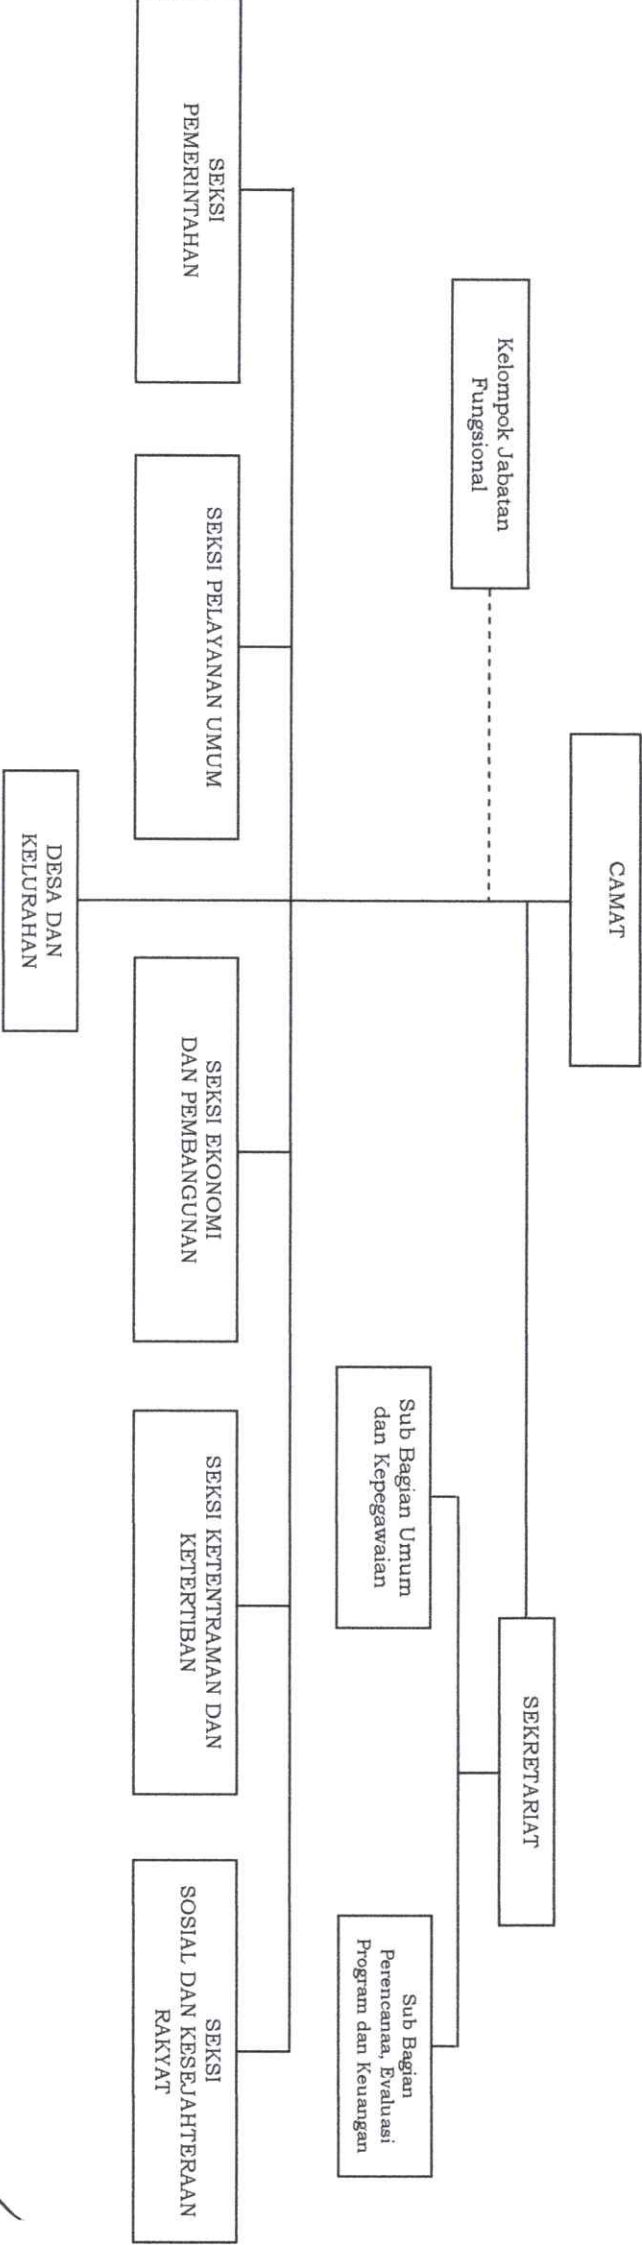 CAMAT
SEKRETARIAT
Kelompok Jabatan
Fungsional
Sub Bagian Umum
dan Kepegawaian
Sub Bagian
Perencanaa, Evaluasi
Program dan Keuangan
SEKSI
PEMERINTAHAN
SEKSI PELAYANAN UMUM
SEKSI EKONOMI
DAN PEMBANGUNAN
SEKSI KETENTRAMAN DAN
KETERTIBAN
SEKSI
SOSIAL DAN KESEJAHTERAAN
RAKYAT
DESA DAN
KELURAHAN